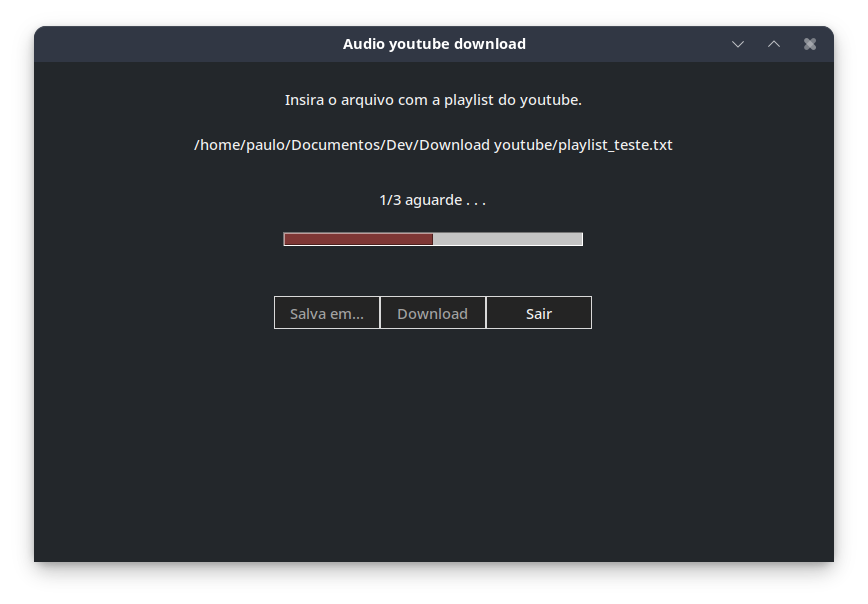 Audio youtube download
Insira o arquivo com a playlist do youtube.
/home/paulo/Documentos/Dev/Download youtube/playlist_teste.txt
1/3 aguarde . . .
Salva em... Download Sair